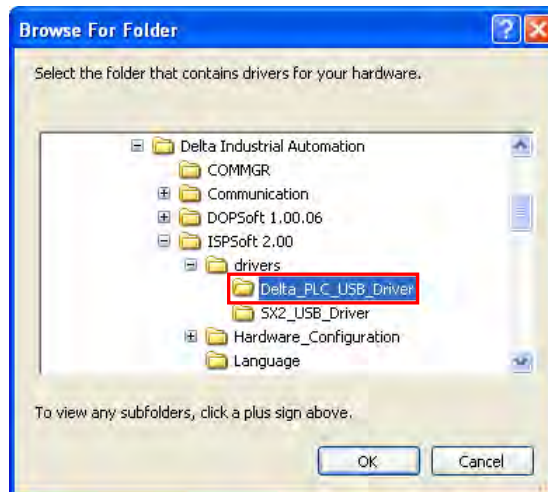 Browse For Folder
Select the folder that contains drivers for your hardware.
Delta Industrial Automation
COMMGR
Communication
DOPSoft 1.00.06
ISPSoft 2.00
drivers
Delta_PLC_USB_Driver
SX2_USB_Driver
Hardware_Configuration
Language
To view any subfolders, click a plus sign above.
OK Cancel